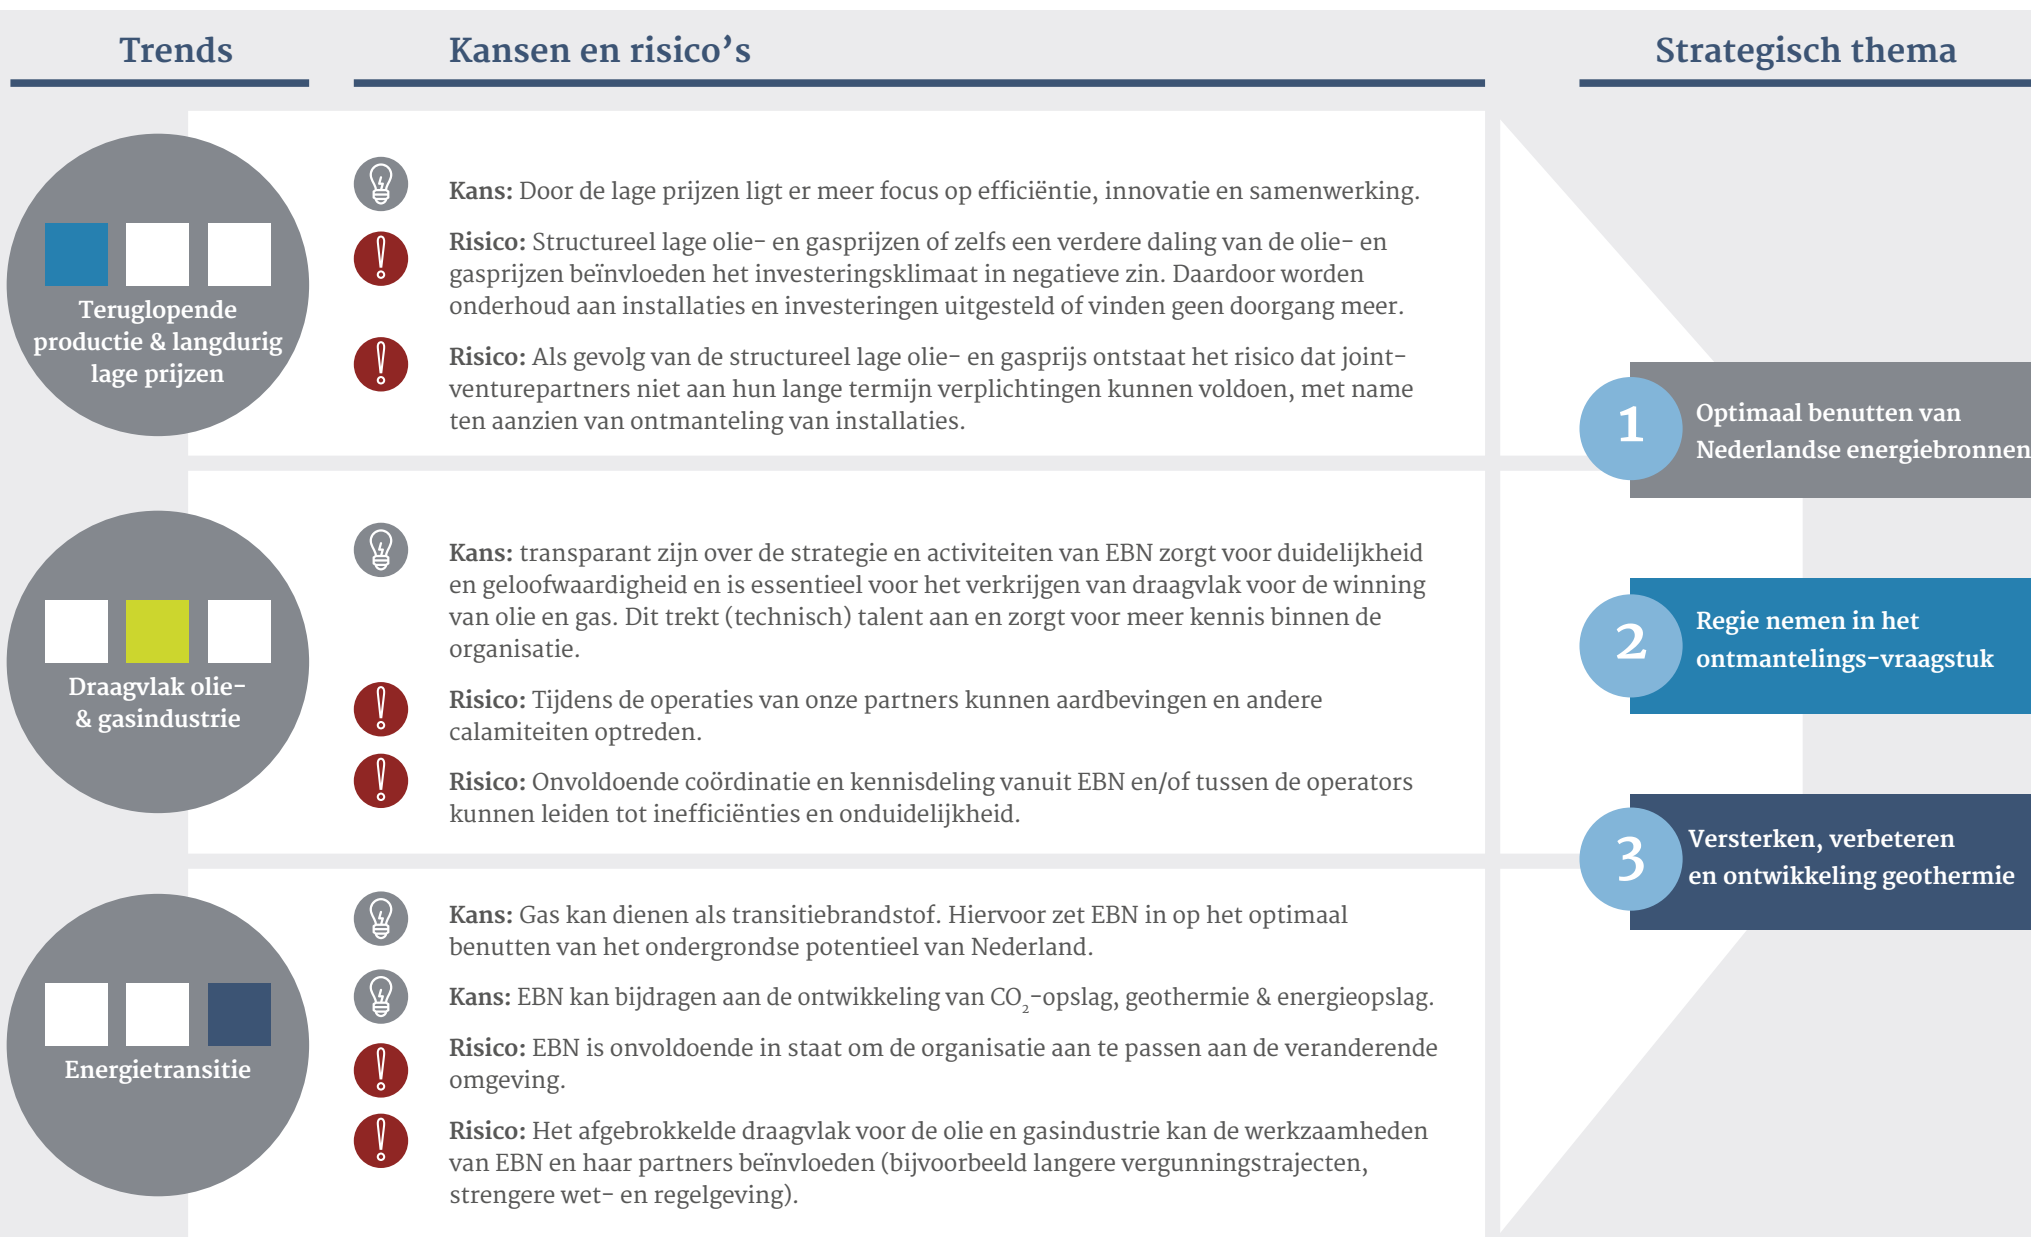 Trends
Kansen en risico’s
Strategisch thema
Teruglopende
productie & langdurig
lage prijzen
Kans: Door de lage prijzen ligt er meer focus op efficiëntie, innovatie en samenwerking.
Risico: Structureel lage olie- en gasprijzen of zelfs een verdere daling van de olie- en
gasprijzen beïnvloeden het investeringsklimaat in negatieve zin. Daardoor worden
onderhoud aan installaties en investeringen uitgesteld of vinden geen doorgang meer.
Risico: Als gevolg van de structureel lage olie- en gasprijs ontstaat het risico dat joint-
venturepartners niet aan hun lange termijn verplichtingen kunnen voldoen, met name
ten aanzien van ontmanteling van installaties.
Draagvlak olie-
& gasindustrie
Kans: transparant zijn over de strategie en activiteiten van EBN zorgt voor duidelijkheid
en geloofwaardigheid en is essentieel voor het verkrijgen van draagvlak voor de winning
van olie en gas. Dit trekt (technisch) talent aan en zorgt voor meer kennis binnen de
organisatie.
Risico: Tijdens de operaties van onze partners kunnen aardbevingen en andere
calamiteiten optreden.
Risico: Onvoldoende coördinatie en kennisdeling vanuit EBN en/of tussen de operators
kunnen leiden tot inefficiënties en onduidelijkheid.
Energietransitie
Kans: Gas kan dienen als transitiebrandstof. Hiervoor zet EBN in op het optimaal
benutten van het ondergrondse potentieel van Nederland.
Kans: EBN kan bijdragen aan de ontwikkeling van CO₂-opslag, geothermie & energieopslag.
Risico: EBN is onvoldoende in staat om de organisatie aan te passen aan de veranderende
omgeving.
Risico: Het afgebrokkelde draagvlak voor de olie en gasindustrie kan de werkzaamheden
van EBN en haar partners beïnvloeden (bijvoorbeeld langere vergunningstrajecten,
strengere wet- en regelgeving).
1
Optimaal benutten van
Nederlandse energiebronnen
2
Regie nemen in het
ontmantelings-vraagstuk
3
Versterken, verbeteren
en ontwikkeling geothermie